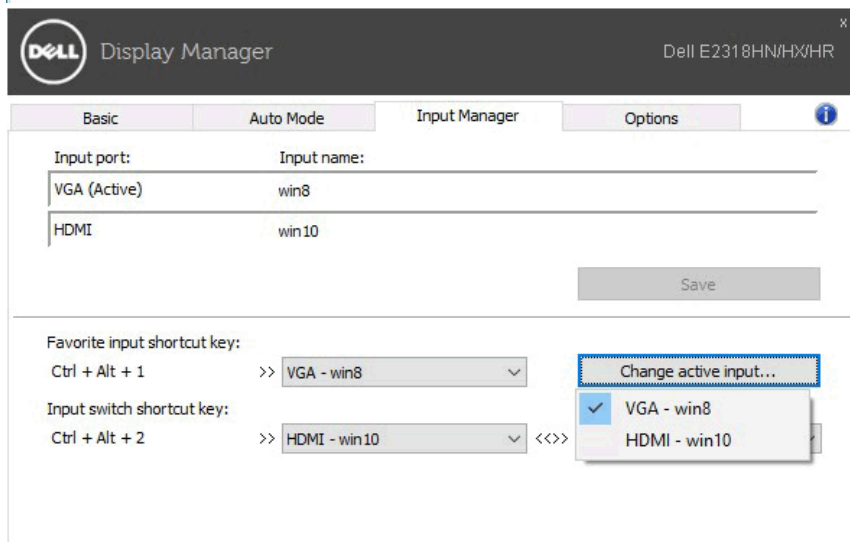 x
DELL Display Manager Dell E2318HN/HX/HR
Basic Auto Mode Input Manager Options i
Input port: Input name:
VGA (Active) win8
HDMI win10
Save
Favorite input shortcut key:
Ctrl + Alt + 1 >> VGA - win8 Change active input...
Input switch shortcut key: VGA - win8
Ctrl + Alt + 2 >> HDMI - win10 <<>> HDMI - win10